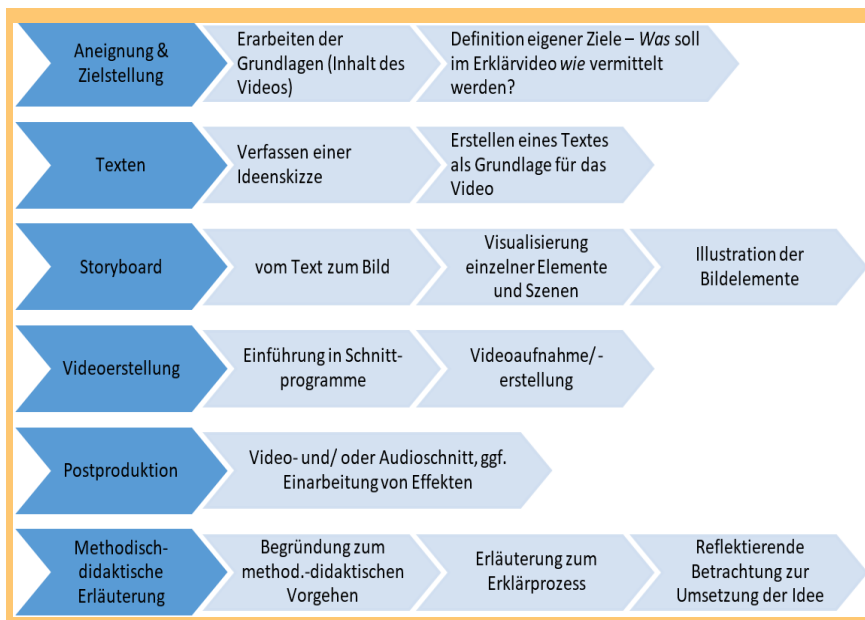 Aneignung &
Zielstellung
Erarbeiten der
Grundlagen (Inhalt des
Videos)
Definition eigener Ziele – Was soll
im Erklärvideo wie vermittelt
werden?
Texten
Verfassen einer
Ideenskizze
Erstellen eines Textes
als Grundlage für das
Video
Storyboard
vom Text zum Bild
Visualisierung
einzelner Elemente
und Szenen
Illustration der
Bildelemente
Videoerstellung
Einführung in Schnitt-
programme
Videoaufnahme/-
erstellung
Postproduktion
Video- und/ oder Audioschnitt, ggf.
Einarbeitung von Effekten
Methodisch-
didaktische
Erläuterung
Begründung zum
method.-didaktischen
Vorgehen
Erläuterung zum
Erklärprozess
Reflektierende
Betrachtung zur
Umsetzung der Idee